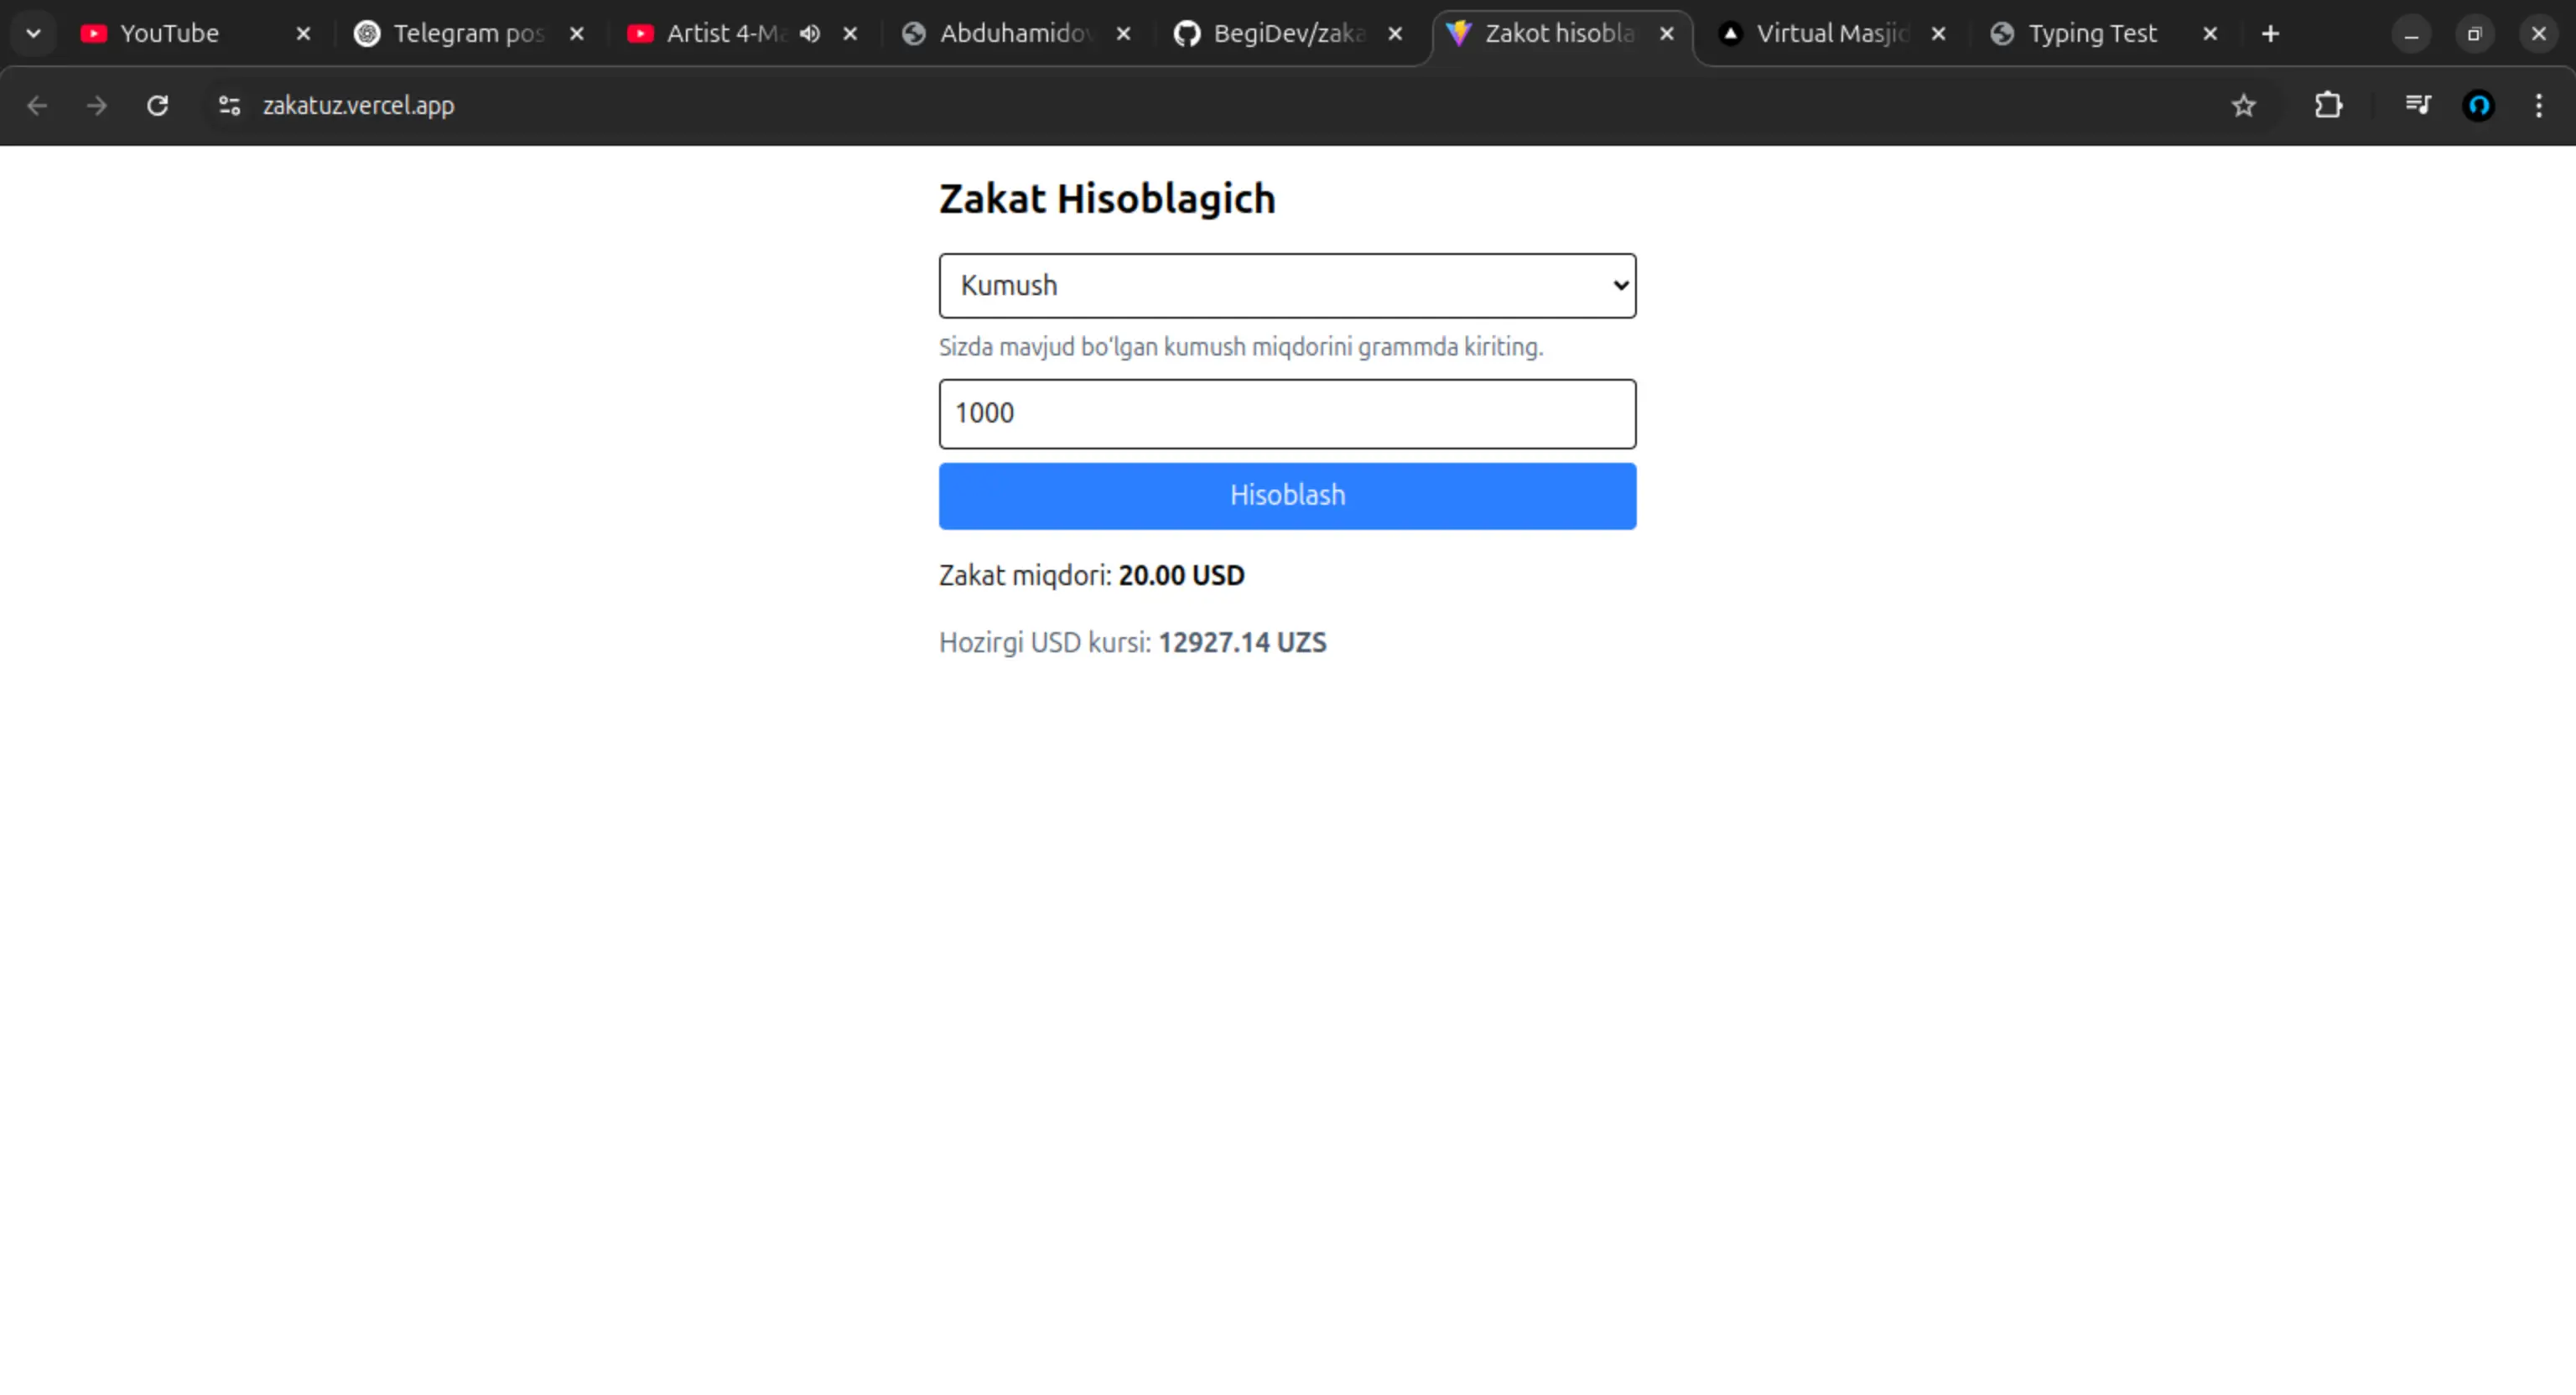 YouTube
Telegram pos
Artist 4-Ma
Abduhamidov
BegiDev/zaka
Zakot hisobla
Virtual Masjid
Typing Test
zakatuz.vercel.app
Zakat Hisoblagich
Kumush
Sizda mavjud bo‘lgan kumush miqdorini grammda kiriting.
1000
Hisoblash
Zakat miqdori: 20.00 USD
Hozirgi USD kursi: 12927.14 UZS